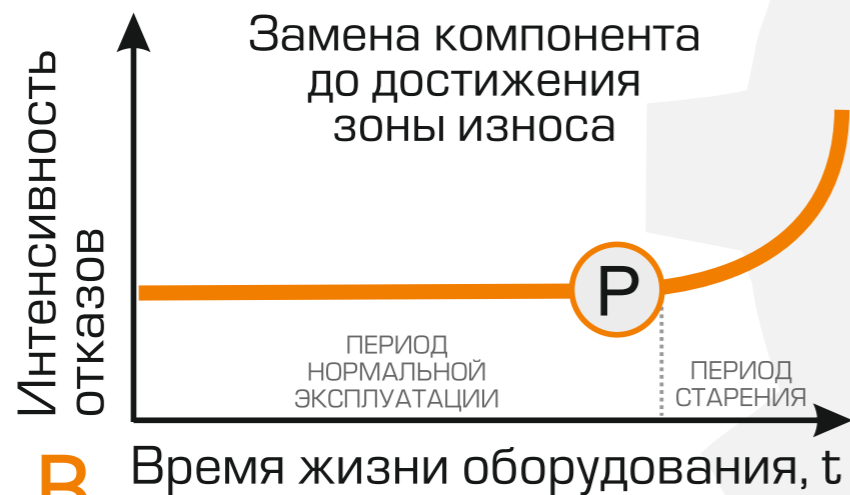 Замена компонента
до достижения
зоны износа
Интенсивность
отказов
P
ПЕРИОД
НОРМАЛЬНОЙ
ЭКСПЛУАТАЦИИ
ПЕРИОД
СТАРЕНИЯ
Время жизни оборудования, t
B